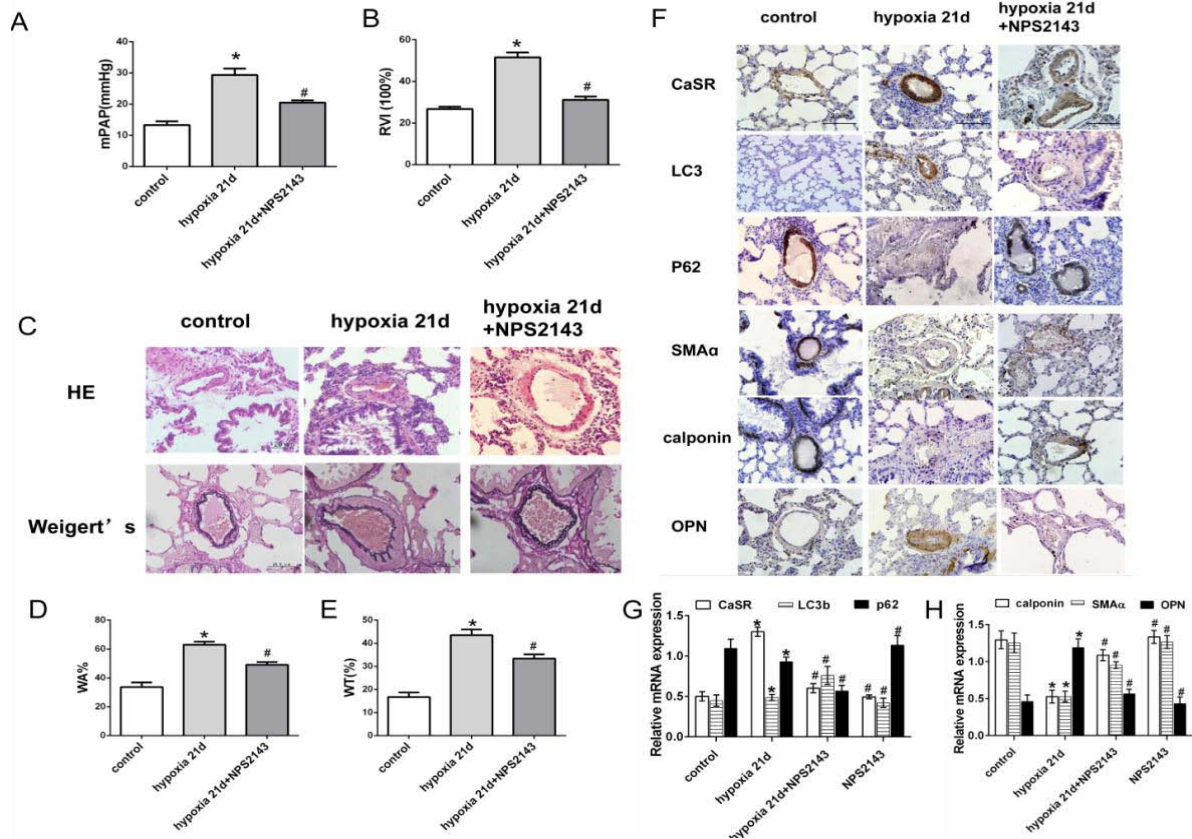 A
mPAP(mmHg)
40
30
20
10
0
*
#
control
hypoxia 21d
hypoxia 21d+NPS2143
B
RVI (100%)
60
40
20
0
*
#
control
hypoxia 21d
hypoxia 21d+NPS2143
C
control
hypoxia 21d
hypoxia 21d
+NPS2143
HE
Weigert’ s
D
WA%
80
60
40
20
0
*
#
control
hypoxia 21d
hypoxia 21d+NPS2143
E
WT(%)
50
40
30
20
10
0
*
#
control
hypoxia 21d
hypoxia 21d+NPS2143
F
control
hypoxia 21d
hypoxia 21d
+NPS2143
CaSR
LC3
P62
SMAα
calponin
OPN
G
CaSR LC3b p62
Relative mRNA expression
1.5
1.0
0.5
0.0
* * *
# # #
#
control
hypoxia 21d
hypoxia 21d+NPS2143
NPS2143
H
calponin SMAα OPN
Relative mRNA expression
1.5
1.0
0.5
0.0
* * *
# # #
# # #
control
hypoxia 21d
hypoxia 21d+NPS2143
NPS2143